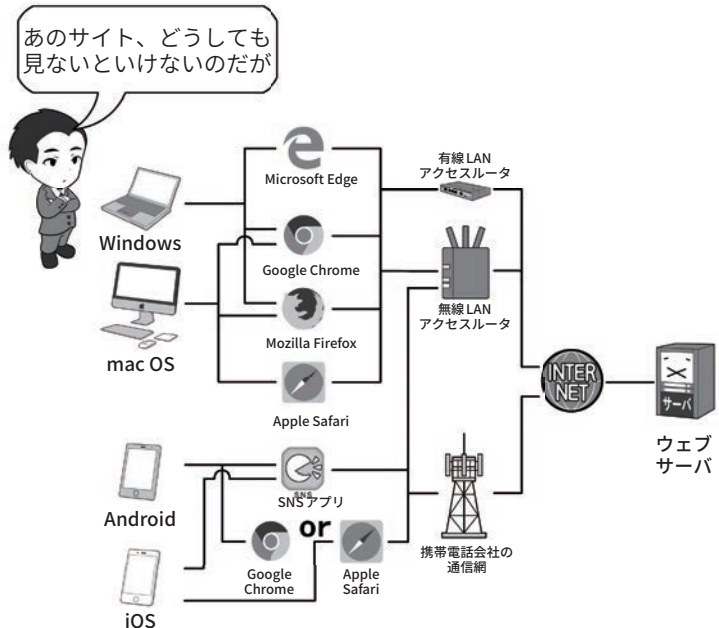 あのサイト、どうしても
見ないといけないのだが
Windows
mac OS
Microsoft Edge
Google Chrome
Mozilla Firefox
Apple Safari
有線LAN
アクセスルータ
無線LAN
アクセスルータ
INTER
NET
サーバ
ウェブ
サーバ
Android
iOS
SNS
SNSアプリ
or
Google
Chrome
Apple
Safari
携帯電話会社の
通信網